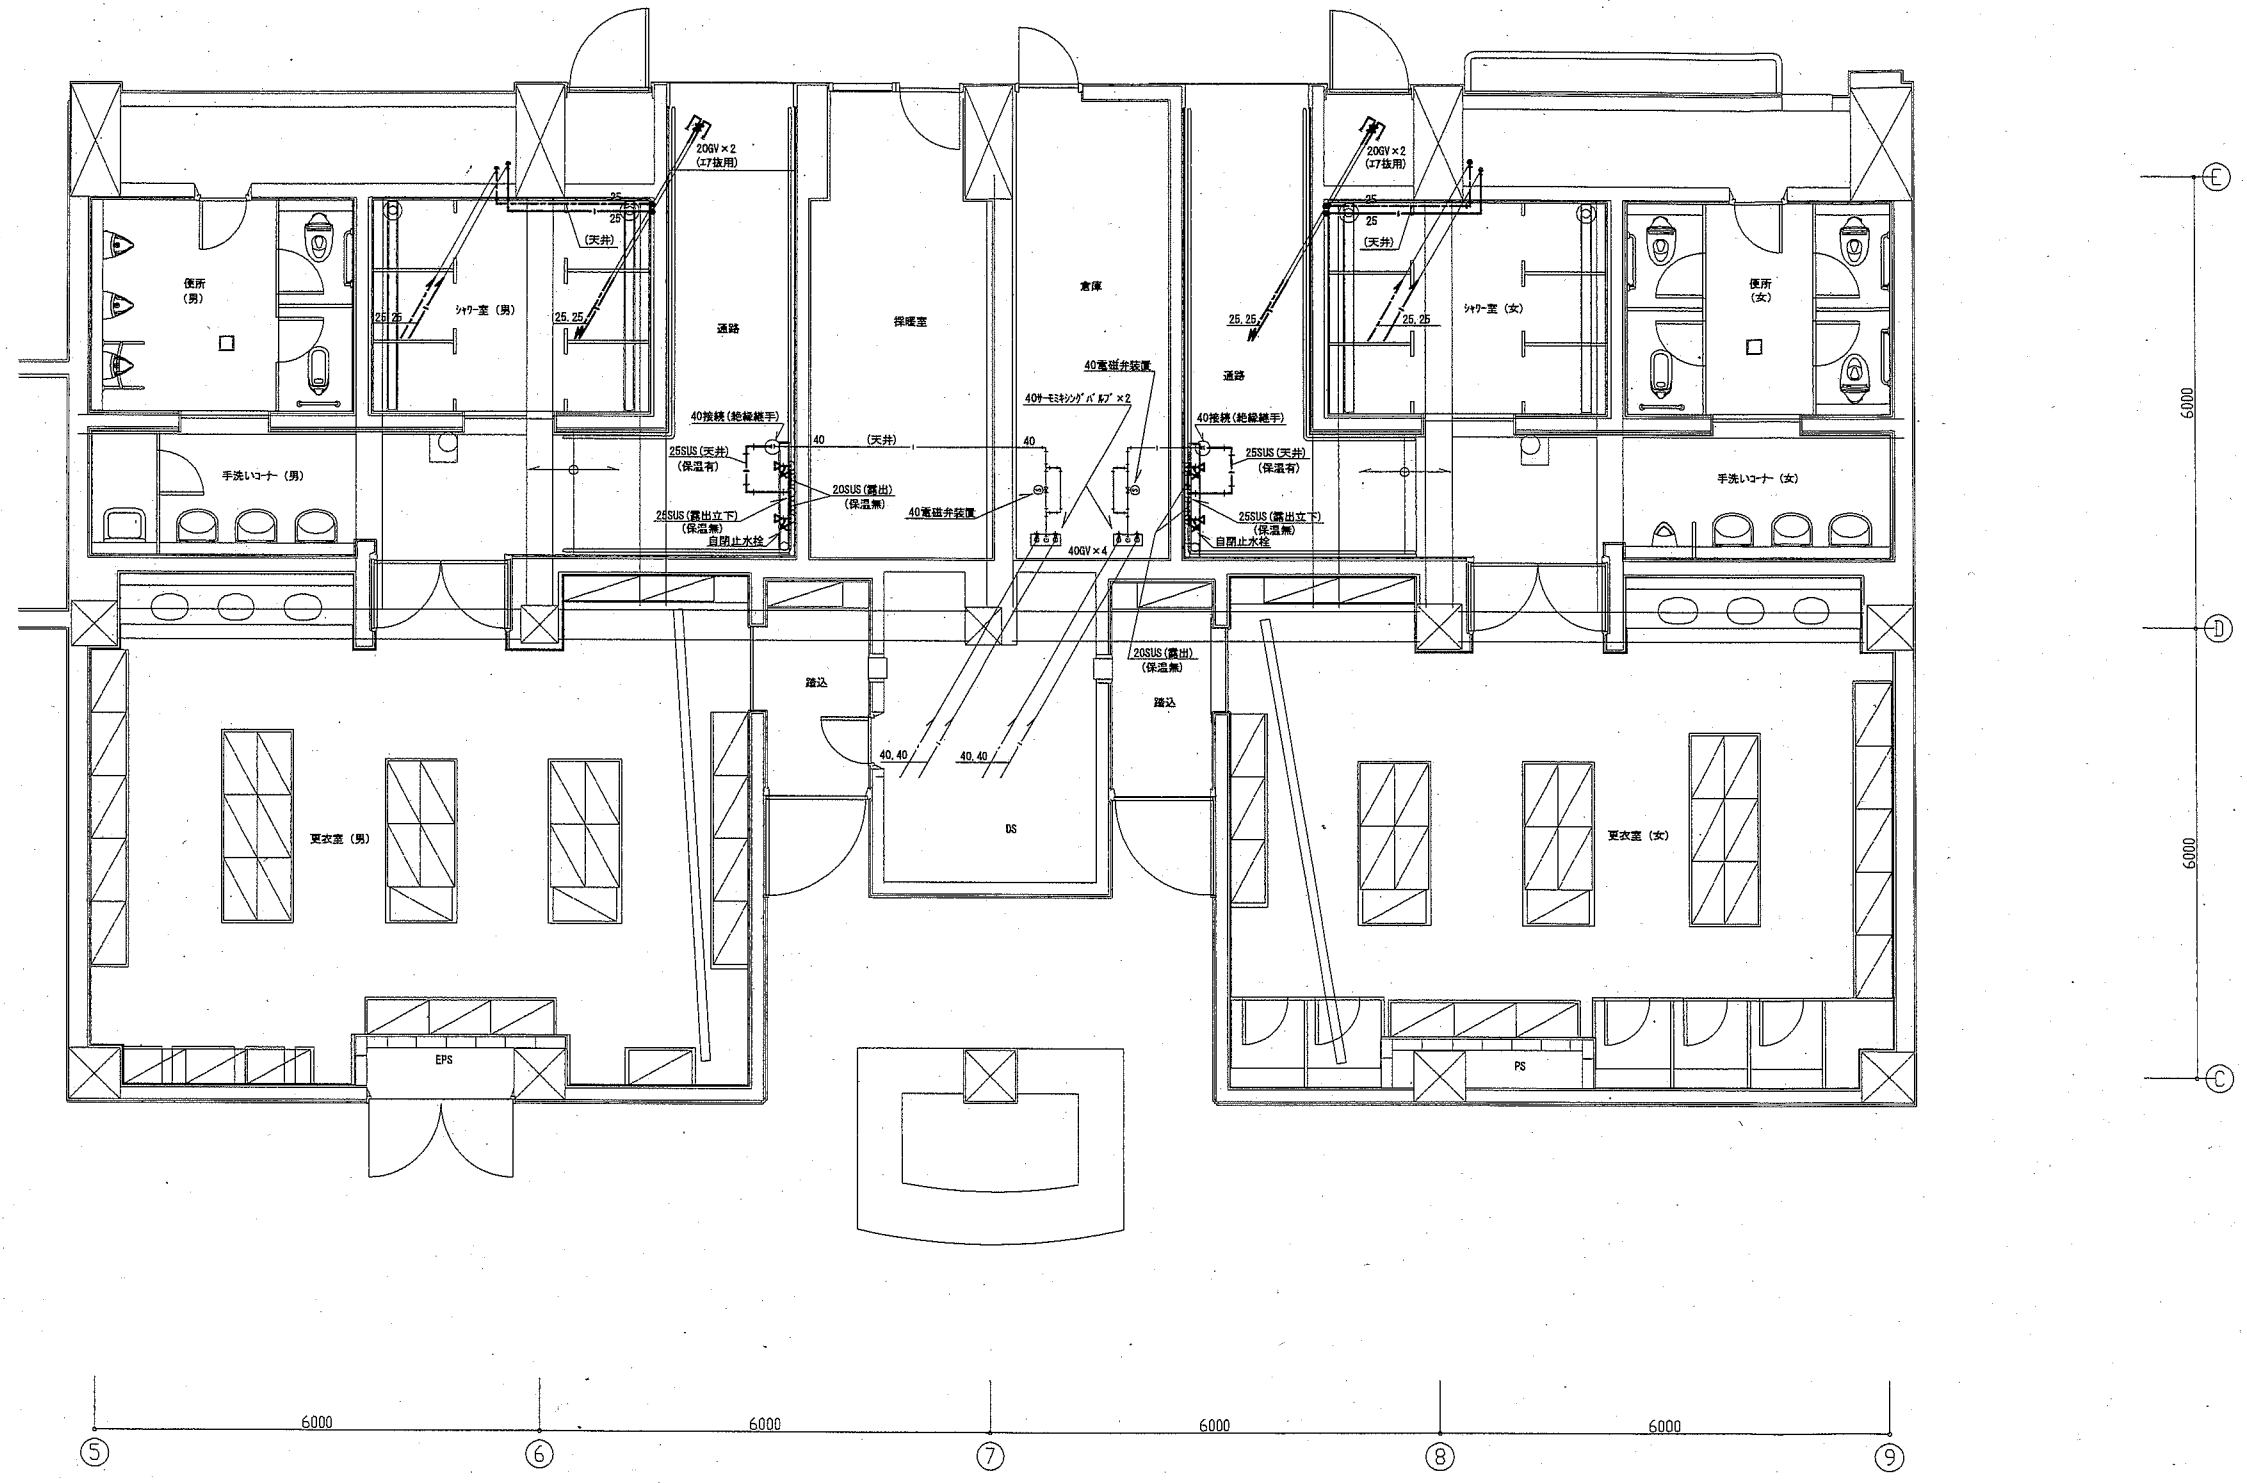 20GV×2
(エア抜用)
20GV×2
(エア抜用)
E
25
25
(天井)
25
(天井)
便所
(男)
シャワー室 (男)
25.25
25.25
通路
採暖室
倉庫
25.25
25.25
シャワー室 (女)
便所
(女)
通路
40電磁弁装置
40サーモミキシングバルブ×2
6000
40接続(絶縁継手)
40
(天井)
40
40接続(絶縁継手)
25SUS(天井)
(保温有)
25SUS(天井)
(保温有)
手洗いコーナー (男)
20SUS(露出)
(保温無)
手洗いコーナー (女)
25SUS(露出立下)
(保温無)
自閉止水栓
40電磁弁装置
40GV×4
25SUS(露出立下)
(保温無)
自閉止水栓
D
20SUS(露出)
(保温無)
踏込
踏込
40.40
40.40
DS
更衣室 (男)
更衣室 (女)
6000
EPS
PS
C
6000
6000
6000
6000
5
6
7
8
9